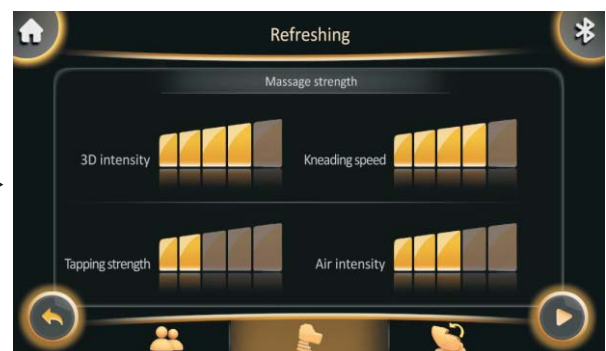 Refreshing
Massage strength
3D intensity
Kneading speed
Tapping strength
Air intensity